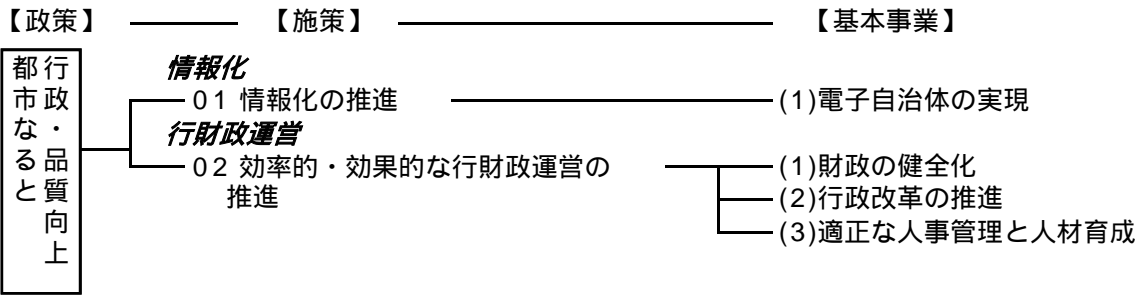 【政策】 【施策】 【基本事業】
行政・品質向上
都市なると
情報化
01 情報化の推進 (1)電子自治体の実現
行財政運営
02 効率的・効果的な行財政運営の (1)財政の健全化
推進 (2)行政改革の推進
(3)適正な人事管理と人材育成